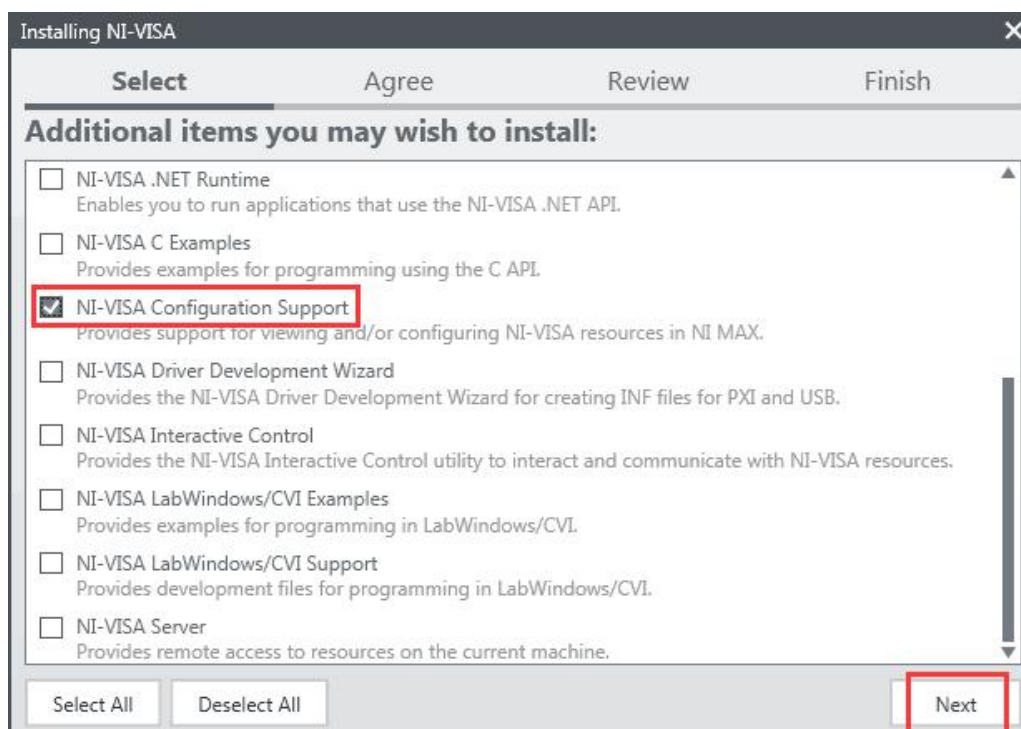 Installing NI-VISA
Select Agree Review Finish
Additional items you may wish to install:
NI-VISA .NET Runtime
Enables you to run applications that use the NI-VISA .NET API.
NI-VISA C Examples
Provides examples for programming using the C API.
NI-VISA Configuration Support
Provides support for viewing and/or configuring NI-VISA resources in NI MAX.
NI-VISA Driver Development Wizard
Provides the NI-VISA Driver Development Wizard for creating INF files for PXI and USB.
NI-VISA Interactive Control
Provides the NI-VISA Interactive Control utility to interact and communicate with NI-VISA resources.
NI-VISA LabWindows/CVI Examples
Provides examples for programming in LabWindows/CVI.
NI-VISA LabWindows/CVI Support
Provides development files for programming in LabWindows/CVI.
NI-VISA Server
Provides remote access to resources on the current machine.
Select All Deselect All Next